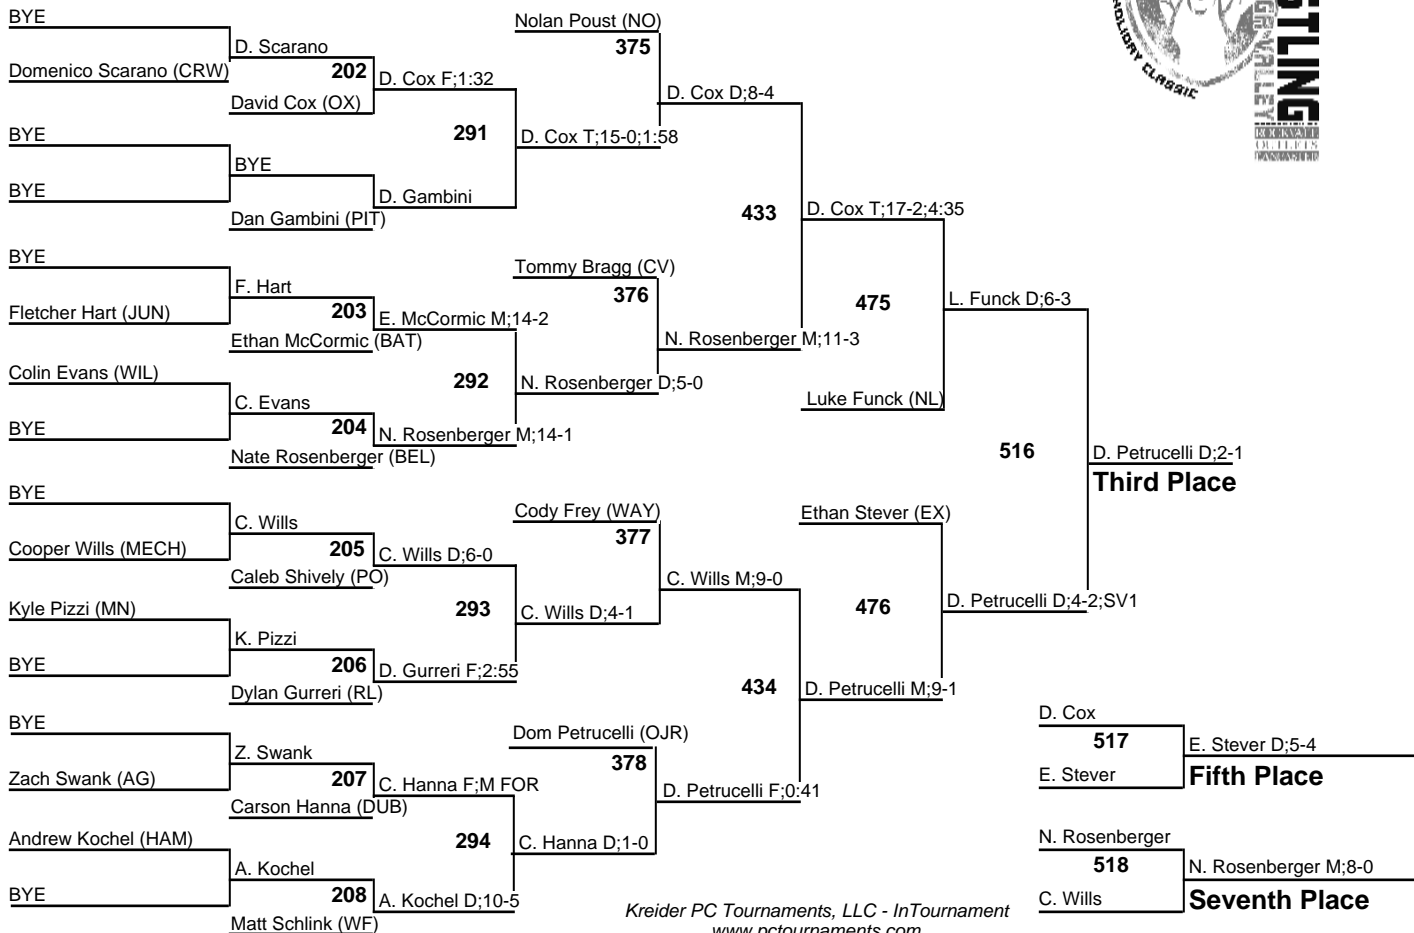 BYE
D. Scarano
Domenico Scarano (CRW)
202
D. Cox F;1:32
David Cox (OX)
291
D. Cox T;15-0;1:58
BYE
BYE
BYE
D. Gambini
Dan Gambini (PIT)
Nolan Poust (NO)
375
D. Cox D;8-4
433
D. Cox T;17-2;4:35
BYE
F. Hart
Fletcher Hart (JUN)
203
E. McCormic M;14-2
Ethan McCormic (BAT)
292
N. Rosenberger D;5-0
Colin Evans (WIL)
C. Evans
BYE
204
N. Rosenberger M;14-1
Nate Rosenberger (BEL)
Tommy Bragg (CV)
376
N. Rosenberger M;11-3
475
L. Funck D;6-3
Luke Funck (NL)
516
D. Petrucelli D;2-1
Third Place
BYE
C. Wills
Cooper Wills (MECH)
205
C. Wills D;6-0
Caleb Shively (PO)
293
C. Wills D;4-1
Kyle Pizzi (MN)
K. Pizzi
BYE
206
D. Gurreri F;2:55
Dylan Gurreri (RL)
Cody Frey (WAY)
377
C. Wills M;9-0
434
D. Petrucelli M;9-1
Ethan Stever (EX)
476
D. Petrucelli D;4-2;SV1
BYE
Z. Swank
Zach Swank (AG)
207
C. Hanna F;M FOR
Carson Hanna (DUB)
294
C. Hanna D;1-0
Andrew Kochel (HAM)
A. Kochel
BYE
208
A. Kochel D;10-5
Matt Schlink (WF)
Dom Petrucelli (OJR)
378
D. Petrucelli F;0:41
D. Cox
517
E. Stever D;5-4
E. Stever
Fifth Place
N. Rosenberger
518
N. Rosenberger M;8-0
C. Wills
Seventh Place
Kreider PC Tournaments, LLC - InTournament
www.pctournaments.com
HOLIDAY CLASSIC
VALLEY
STLING
ROCKVALE
OUTLETS
LANCASTER